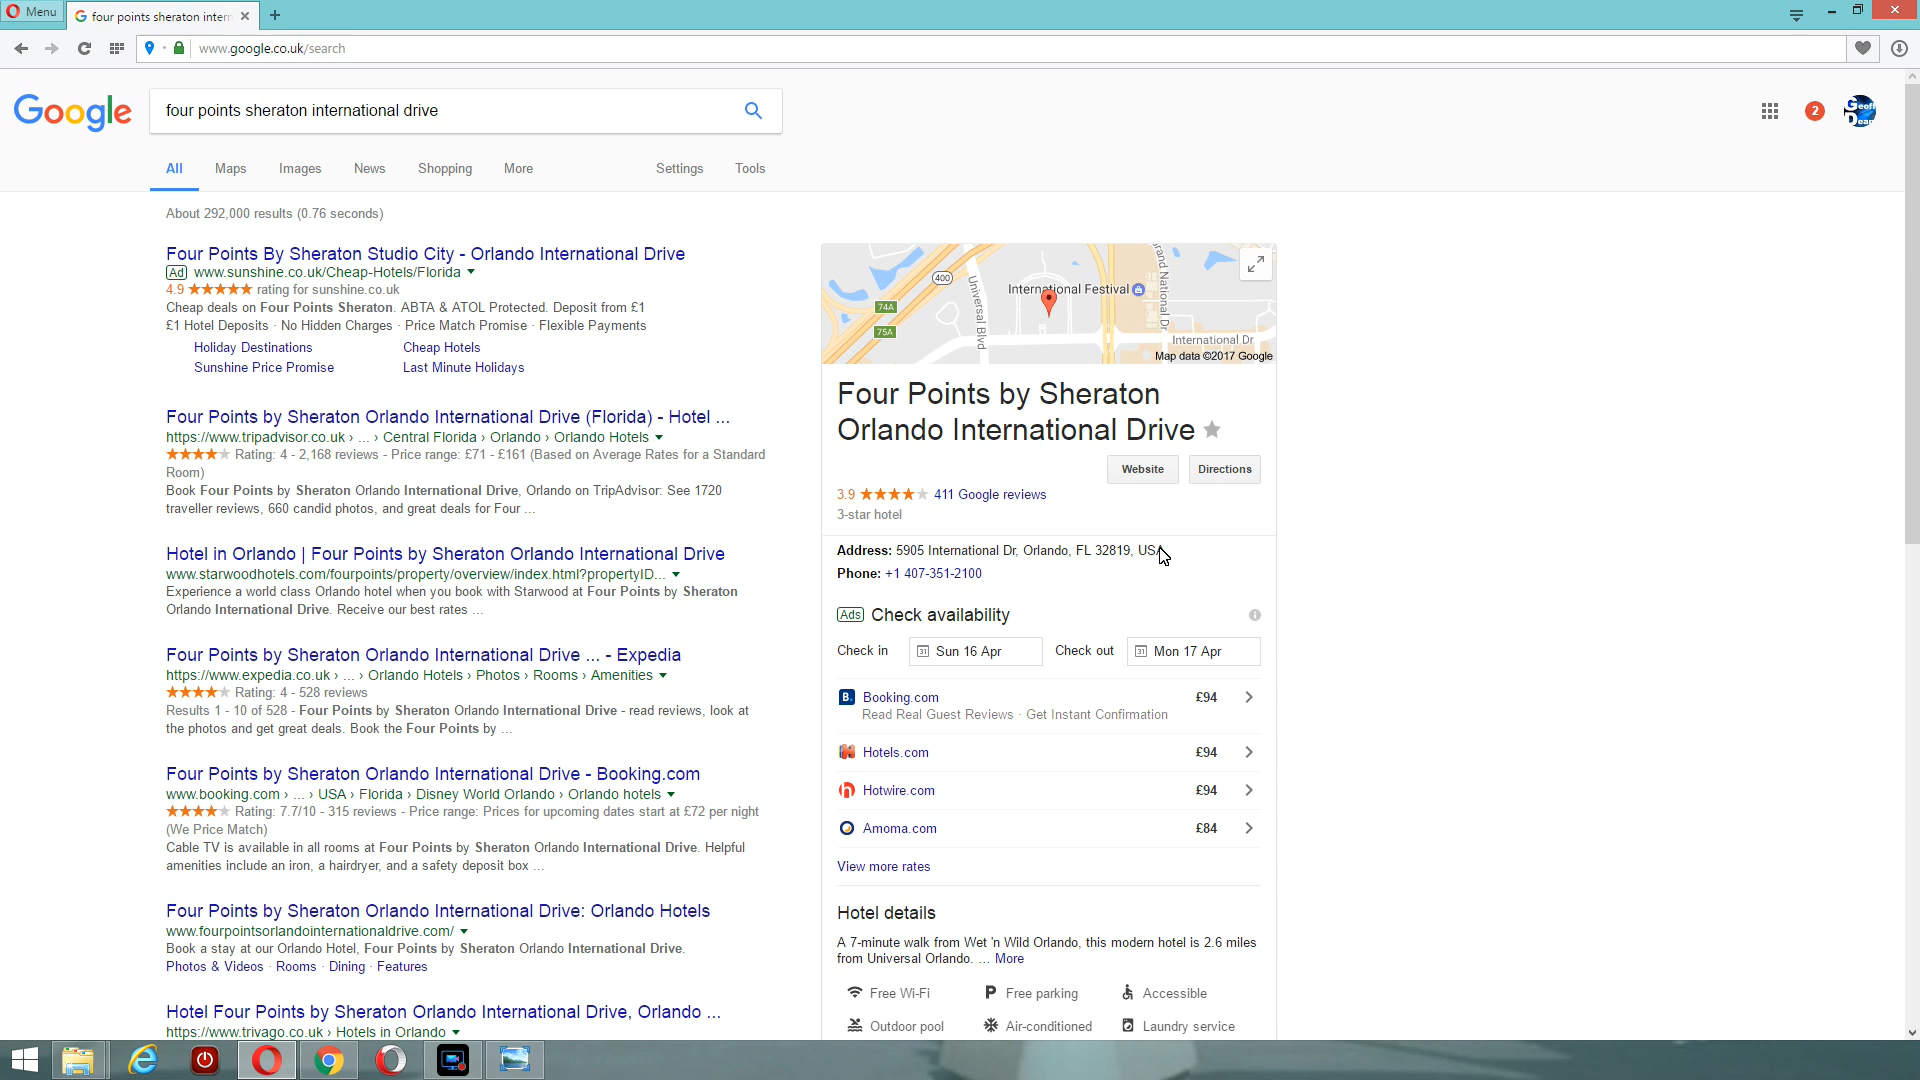 Menu
four points sheraton intern
www.google.co.uk/search
Google
four points sheraton international drive
2
Geoff
Dean
All
Maps
Images
News
Shopping
More
Settings
Tools
About 292,000 results (0.76 seconds)
Four Points By Sheraton Studio City - Orlando International Drive
Ad www.sunshine.co.uk/Cheap-Hotels/Florida
4.9 ★★★★★ rating for sunshine.co.uk
Cheap deals on Four Points Sheraton. ABTA & ATOL Protected. Deposit from £1
£1 Hotel Deposits · No Hidden Charges · Price Match Promise · Flexible Payments
Holiday Destinations
Cheap Hotels
Sunshine Price Promise
Last Minute Holidays
Four Points by Sheraton Orlando International Drive (Florida) - Hotel ...
https://www.tripadvisor.co.uk › ... › Central Florida › Orlando › Orlando Hotels
★★★★★ Rating: 4 - 2,168 reviews - Price range: £71 - £161 (Based on Average Rates for a Standard
Room)
Book Four Points by Sheraton Orlando International Drive, Orlando on TripAdvisor: See 1720
traveller reviews, 660 candid photos, and great deals for Four ...
Hotel in Orlando | Four Points by Sheraton Orlando International Drive
www.starwoodhotels.com/fourpoints/property/overview/index.html?propertyID...
Experience a world class Orlando hotel when you book with Starwood at Four Points by Sheraton
Orlando International Drive. Receive our best rates ...
Four Points by Sheraton Orlando International Drive ... - Expedia
https://www.expedia.co.uk › ... › Orlando Hotels › Photos › Rooms › Amenities
★★★★★ Rating: 4 - 528 reviews
Results 1 - 10 of 528 - Four Points by Sheraton Orlando International Drive - read reviews, look at
the photos and get great deals. Book the Four Points by ...
Four Points by Sheraton Orlando International Drive - Booking.com
www.booking.com › ... › USA › Florida › Disney World Orlando › Orlando hotels
★★★★★ Rating: 7.7/10 - 315 reviews - Price range: Prices for upcoming dates start at £72 per night
(We Price Match)
Cable TV is available in all rooms at Four Points by Sheraton Orlando International Drive. Helpful
amenities include an iron, a hairdryer, and a safety deposit box ...
Four Points by Sheraton Orlando International Drive: Orlando Hotels
www.fourpointsorlandointernationaldrive.com/
Book a stay at our Orlando Hotel, Four Points by Sheraton Orlando International Drive.
Photos & Videos · Rooms · Dining · Features
Hotel Four Points by Sheraton Orlando International Drive, Orlando ...
https://www.trivago.co.uk › Hotels in Orlando
400
74A
75A
Universal Blvd
International Festival
Grand National Dr
International Dr
Map data ©2017 Google
Four Points by Sheraton
Orlando International Drive
Website
Directions
3.9 ★★★★★ 411 Google reviews
3-star hotel
Address: 5905 International Dr, Orlando, FL 32819, USA
Phone: +1 407-351-2100
Ads Check availability
Check in
31 Sun 16 Apr
Check out
31 Mon 17 Apr
B. Booking.com £94
Read Real Guest Reviews · Get Instant Confirmation
Hotels.com £94
Hotwire.com £94
Amoma.com £84
View more rates
Hotel details
A 7-minute walk from Wet 'n Wild Orlando, this modern hotel is 2.6 miles
from Universal Orlando. ... More
Free Wi-Fi
P Free parking
Accessible
Outdoor pool
Air-conditioned
Laundry service